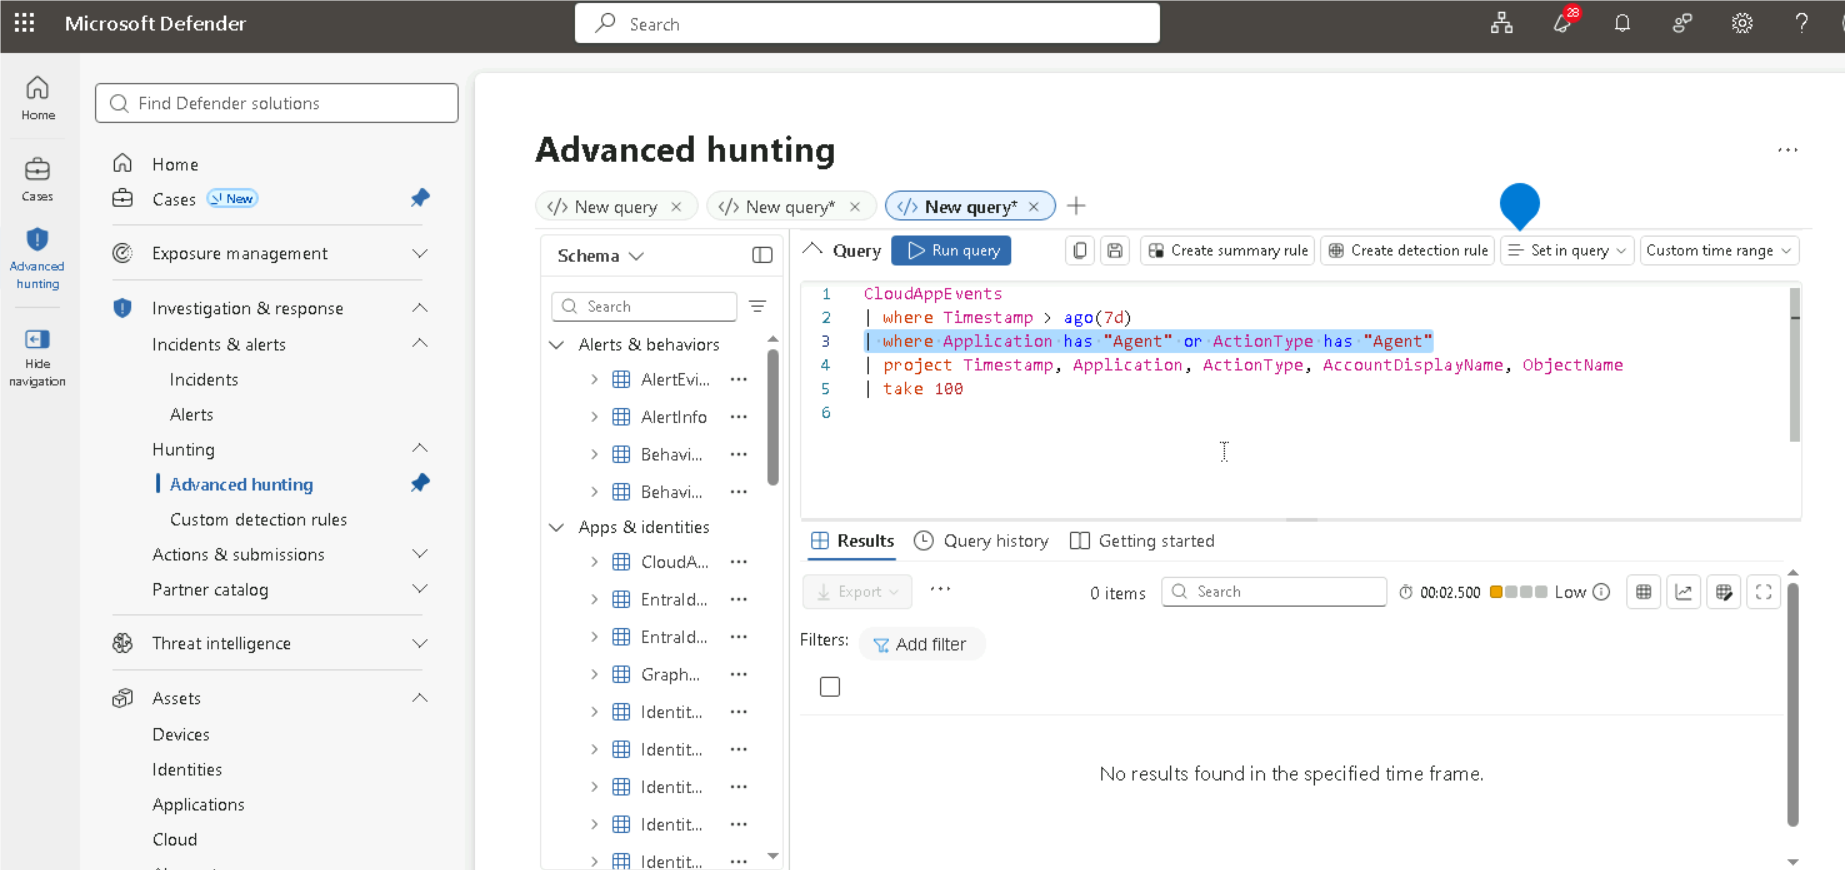 Microsoft Defender
Search
28
Home
Cases
Advanced
hunting
Hide
navigation
Find Defender solutions
Home
Cases New
Exposure management
Investigation & response
Incidents & alerts
Incidents
Alerts
Hunting
Advanced hunting
Custom detection rules
Actions & submissions
Partner catalog
Threat intelligence
Assets
Devices
Identities
Applications
Cloud
Advanced hunting
New query
New query*
New query*
Schema
Search
Alerts & behaviors
AlertEvi...
AlertInfo
Behavi...
Behavi...
Apps & identities
CloudA...
EntraId...
EntraId...
Graph...
Identit...
Identit...
Identit...
Identit...
Identit...
Query Run query Create summary rule Create detection rule Set in query Custom time range
1 CloudAppEvents
2 | where Timestamp > ago(7d)
3 | where Application has "Agent" or ActionType has "Agent"
4 | project Timestamp, Application, ActionType, AccountDisplayName, ObjectName
5 | take 100
6
Results Query history Getting started
Export ... 0 items Search 00:02.500 Low
Filters: Add filter
No results found in the specified time frame.